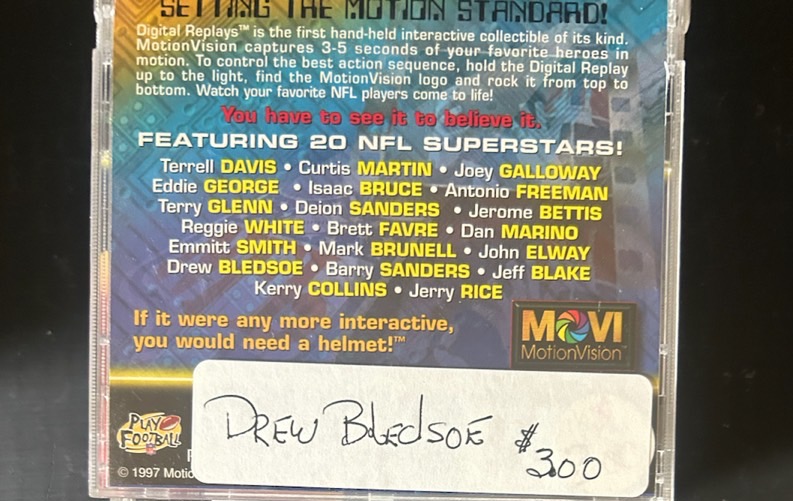 SETTING THE MOTION STANDARD!
Digital Replays™ is the first hand-held interactive collectible of its kind.
MotionVision captures 3-5 seconds of your favorite heroes in
motion. To control the best action sequence, hold the Digital Replay
up to the light, find the MotionVision logo and rock it from top to
bottom. Watch your favorite NFL players come to life!
You have to see it to believe it.
FEATURING 20 NFL SUPERSTARS!
Terrell DAVIS • Curtis MARTIN • Joey GALLOWAY
Eddie GEORGE • Isaac BRUCE • Antonio FREEMAN
Terry GLENN • Deion SANDERS • Jerome BETTIS
Reggie WHITE • Brett FAVRE • Dan MARINO
Emmitt SMITH • Mark BRUNELL • John ELWAY
Drew BLEDSOE • Barry SANDERS • Jeff BLAKE
Kerry COLLINS • Jerry RICE
If it were any more interactive,
you would need a helmet!™
MOVI
MotionVision™
PLAY
FOOTBALL
DREW BLEDSOE $3.00
© 1997 Motio